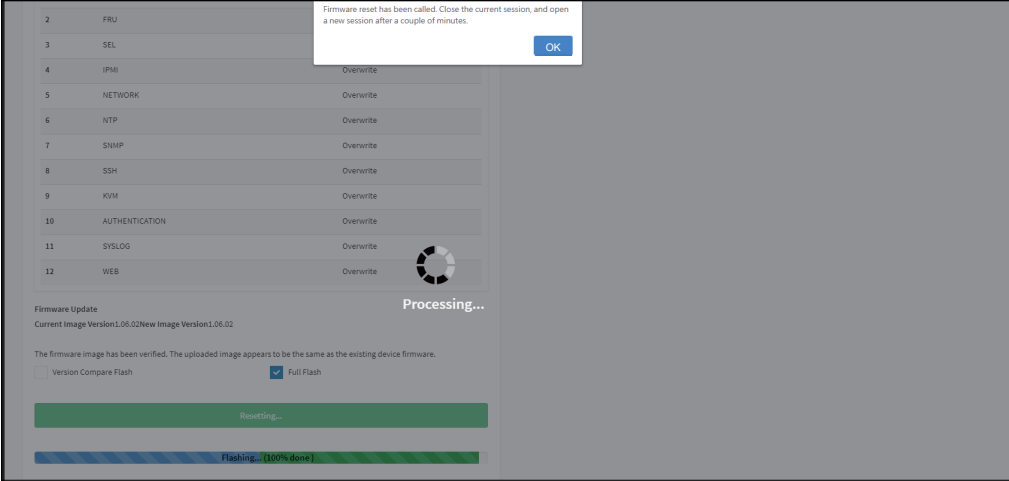 Firmware reset has been called. Close the current session, and open
a new session after a couple of minutes.
OK
2 FRU
3 SEL
4 IPMI Overwrite
5 NETWORK Overwrite
6 NTP Overwrite
7 SNMP Overwrite
8 SSH Overwrite
9 KVM Overwrite
10 AUTHENTICATION Overwrite
11 SYSLOG Overwrite
12 WEB Overwrite
Processing...
Firmware Update
Current Image Version1.06.02New Image Version1.06.02
The firmware image has been verified. The uploaded image appears to be the same as the existing device firmware.
Version Compare Flash Full Flash
Resetting...
Flashing... (100% done )